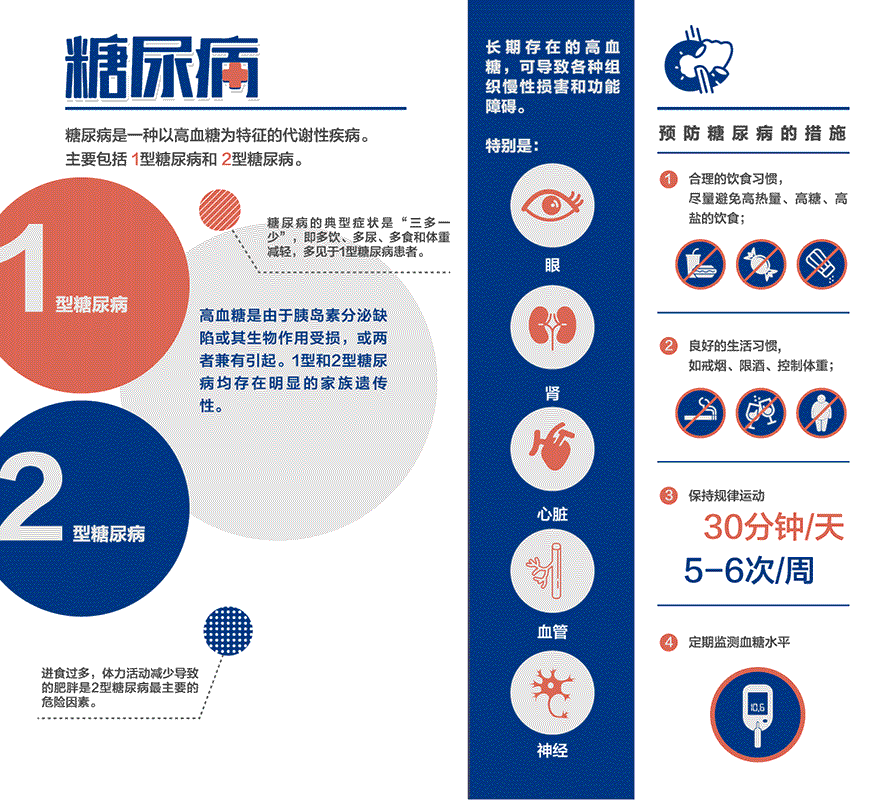 糖尿病
糖尿病是一种以高血糖为特征的代谢性疾病。
主要包括 1型糖尿病和 2型糖尿病。
1
型糖尿病
糖尿病的典型症状是“三多一
少”，即多饮、多尿、多食和体重
减轻，多见于1型糖尿病患者。
高血糖是由于胰岛素分泌缺
陷或其生物作用受损，或两
者兼有引起。1型和2型糖尿
病均存在明显的家族遗传
性。
2
型糖尿病
进食过多，体力活动减少导致
的肥胖是2型糖尿病最主要的
危险因素。
长期存在的高血
糖，可导致各种组
织慢性损害和功能
障碍。
特别是：
眼
肾
心脏
血管
神经
预防糖尿病的措施
1 合理的饮食习惯，
尽量避免高热量、高糖、高
盐的饮食；
2 良好的生活习惯，
如戒烟、限酒、控制体重；
3 保持规律运动
30分钟/天
5-6次/周
4 定期监测血糖水平
10.6